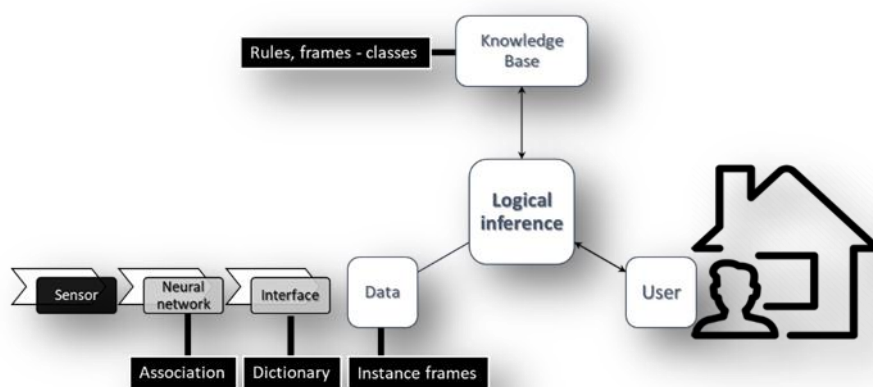 Knowledge
Base
Rules, frames - classes
Logical
inference
Sensor
Neural
network
Interface
Data
User
Association
Dictionary
Instance frames